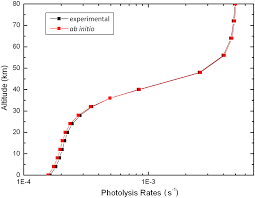 80
70
60
50
40
30
20
10
0
Altitude (km)
experimental
ab initio
1E-4
1E-3
Photolysis Rates (s⁻¹)